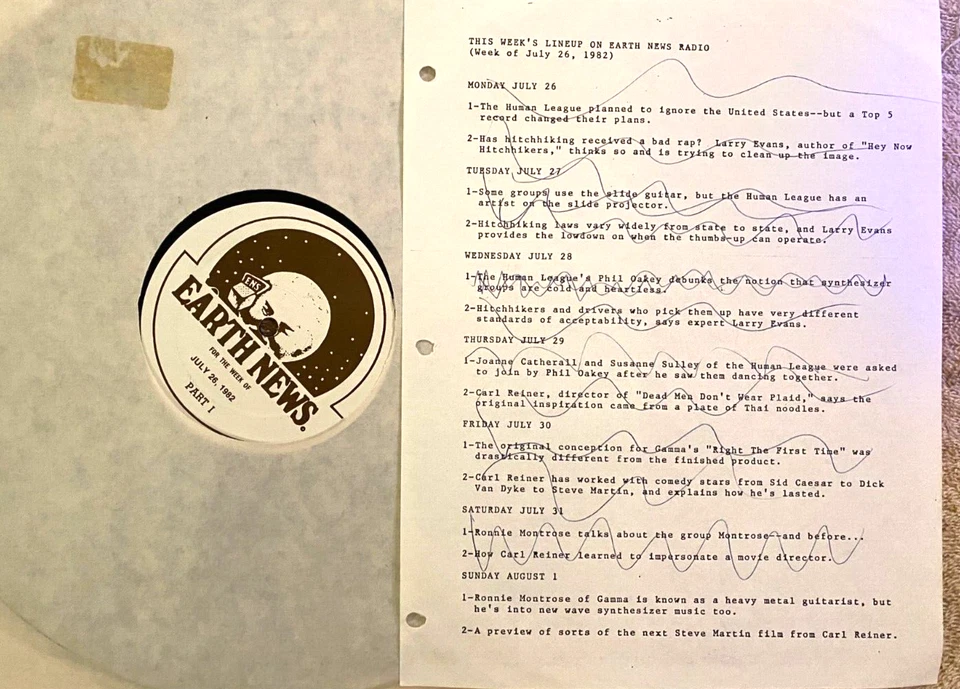 ENS
EARTH NEWS®
FOR THE WEEK OF
JULY 26, 1982
PART I
THIS WEEK'S LINEUP ON EARTH NEWS RADIO
(Week of July 26, 1982)
MONDAY JULY 26
1-The Human League planned to ignore the United States--but a Top 5
record changed their plans.
2-Has hitchhiking received a bad rap? Larry Evans, author of "Hey Now
Hitchhikers," thinks so and is trying to clean up the image.
TUESDAY JULY 27
1-Some groups use the slide guitar, but the Human League has an
artist on the slide projector.
2-Hitchhiking laws vary widely from state to state, and Larry Evans
provides the lowdown on when the thumbs-up can operate.
WEDNESDAY JULY 28
1-The Human League's Phil Oakey debunks the notion that synthesizer
groups are cold and heartless.
2-Hitchhikers and drivers who pick them up have very different
standards of acceptability, says expert Larry Evans.
THURSDAY JULY 29
1-Joanne Catherall and Susanne Sulley of the Human League were asked
to join by Phil Oakey after he saw them dancing together.
2-Carl Reiner, director of "Dead Men Don't Wear Plaid," says the
original inspiration came from a plate of Thai noodles.
FRIDAY JULY 30
1-The original conception for Gamma's "Right The First Time" was
drastically different from the finished product.
2-Carl Reiner has worked with comedy stars from Sid Caesar to Dick
Van Dyke to Steve Martin, and explains how he's lasted.
SATURDAY JULY 31
1-Ronnie Montrose talks about the group Montrose--and before...
2-How Carl Reiner learned to impersonate a movie director.
SUNDAY AUGUST 1
1-Ronnie Montrose of Gamma is known as a heavy metal guitarist, but
he's into new wave synthesizer music too.
2-A preview of sorts of the next Steve Martin film from Carl Reiner.